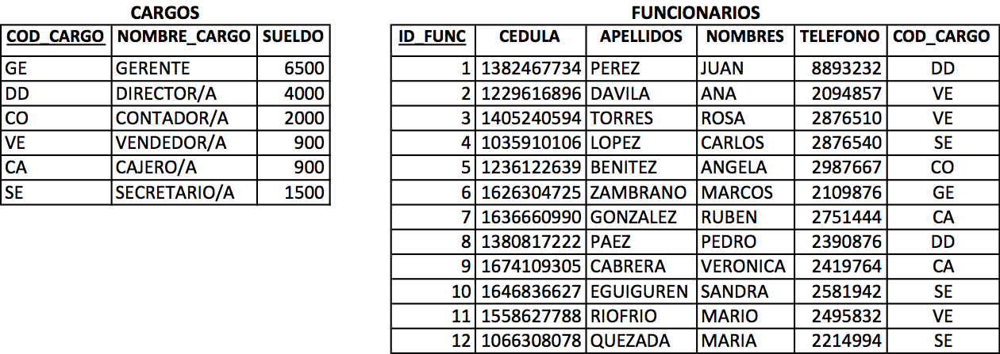 CARGOS
COD_CARGO NOMBRE_CARGO SUELDO
GE GERENTE 6500
DD DIRECTOR/A 4000
CO CONTADOR/A 2000
VE VENDEDOR/A 900
CA CAJERO/A 900
SE SECRETARIO/A 1500
FUNCIONARIOS
ID_FUNC CEDULA APELLIDOS NOMBRES TELEFONO COD_CARGO
1 1382467734 PEREZ JUAN 8893232 DD
2 1229616896 DAVILA ANA 2094857 VE
3 1405240594 TORRES ROSA 2876510 VE
4 1035910106 LOPEZ CARLOS 2876540 SE
5 1236122639 BENITEZ ANGELA 2987667 CO
6 1626304725 ZAMBRANO MARCOS 2109876 GE
7 1636660990 GONZALEZ RUBEN 2751444 CA
8 1380817222 PAEZ PEDRO 2390876 DD
9 1674109305 CABRERA VERONICA 2419764 CA
10 1646836627 EGUIGUREN SANDRA 2581942 SE
11 1558627788 RIOFRIO MARIO 2495832 VE
12 1066308078 QUEZADA MARIA 2214994 SE